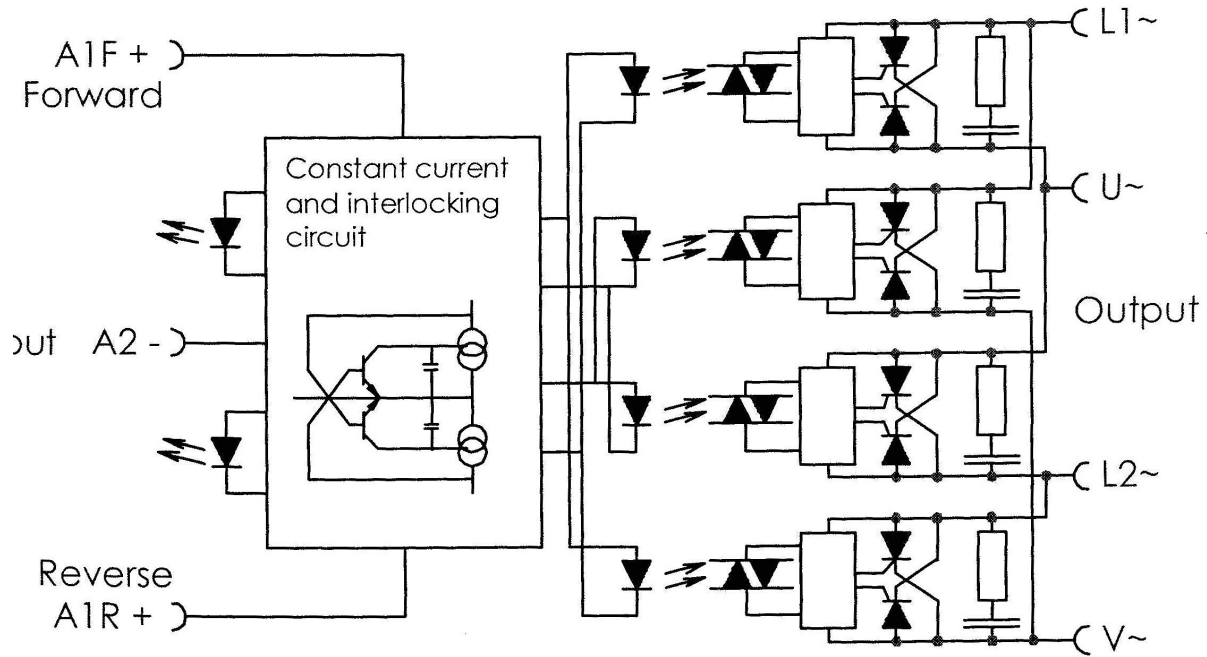 A1F +
Forward
Constant current
and interlocking
circuit
A2 -
Reverse
A1R +
L1~
U~
Output
L2~
V~